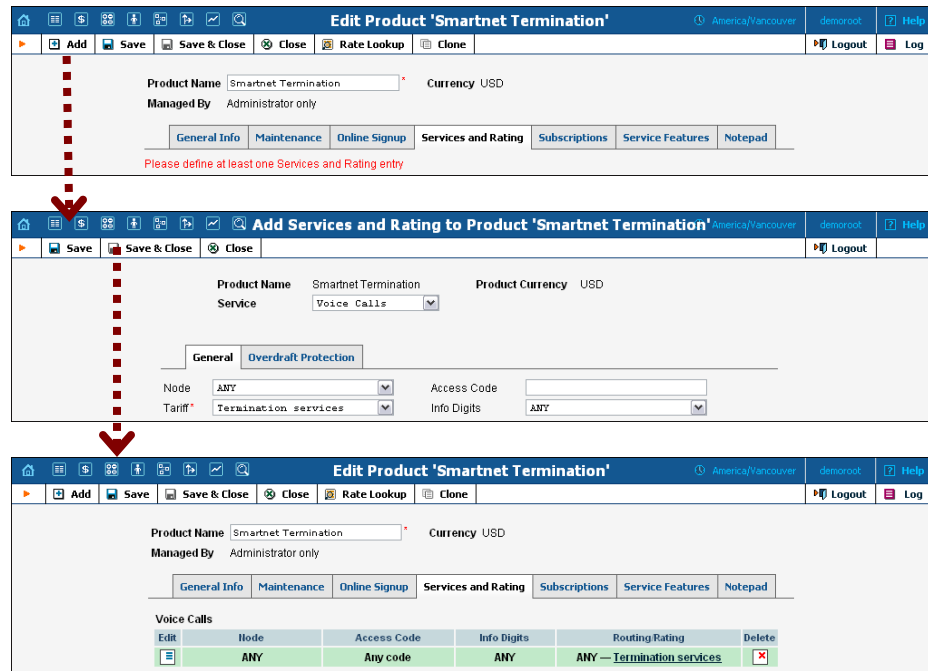 Edit Product 'Smartnet Termination' America/Vancouver demoroot ? Help
Add Save Save & Close Close Rate Lookup Clone Logout Log
Product Name Smartnet Termination * Currency USD
Managed By Administrator only
General Info Maintenance Online Signup Services and Rating Subscriptions Service Features Notepad
Please define at least one Services and Rating entry
Add Services and Rating to Product 'Smartnet Termination' America/Vancouver demoroot ? Help
Save Save & Close Close Logout
Product Name Smartnet Termination Product Currency USD
Service Voice Calls
General Overdraft Protection
Node ANY Access Code
Tariff * Termination services Info Digits ANY
Edit Product 'Smartnet Termination' America/Vancouver demoroot ? Help
Add Save Save & Close Close Rate Lookup Clone Logout Log
Product Name Smartnet Termination * Currency USD
Managed By Administrator only
General Info Maintenance Online Signup Services and Rating Subscriptions Service Features Notepad
Voice Calls
Edit Node Access Code Info Digits Routing/Rating Delete
ANY Any code ANY ANY — Termination services